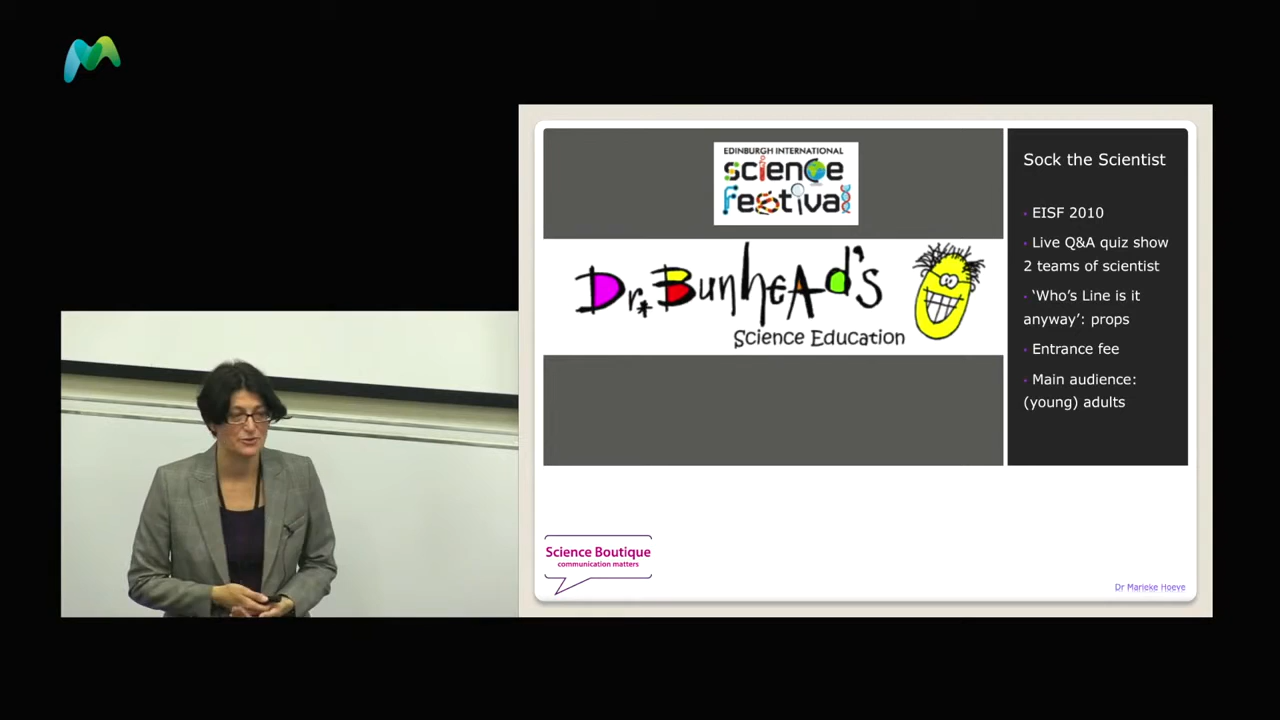 EDINBURGH INTERNATIONAL
science
festival
Dr. Bunhead's
Science Education
Sock the Scientist
• EISF 2010
• Live Q&A quiz show
2 teams of scientist
• ‘Who's Line is it
anyway’: props
• Entrance fee
• Main audience:
(young) adults
Science Boutique
communication matters
Dr Marieke Hoeve